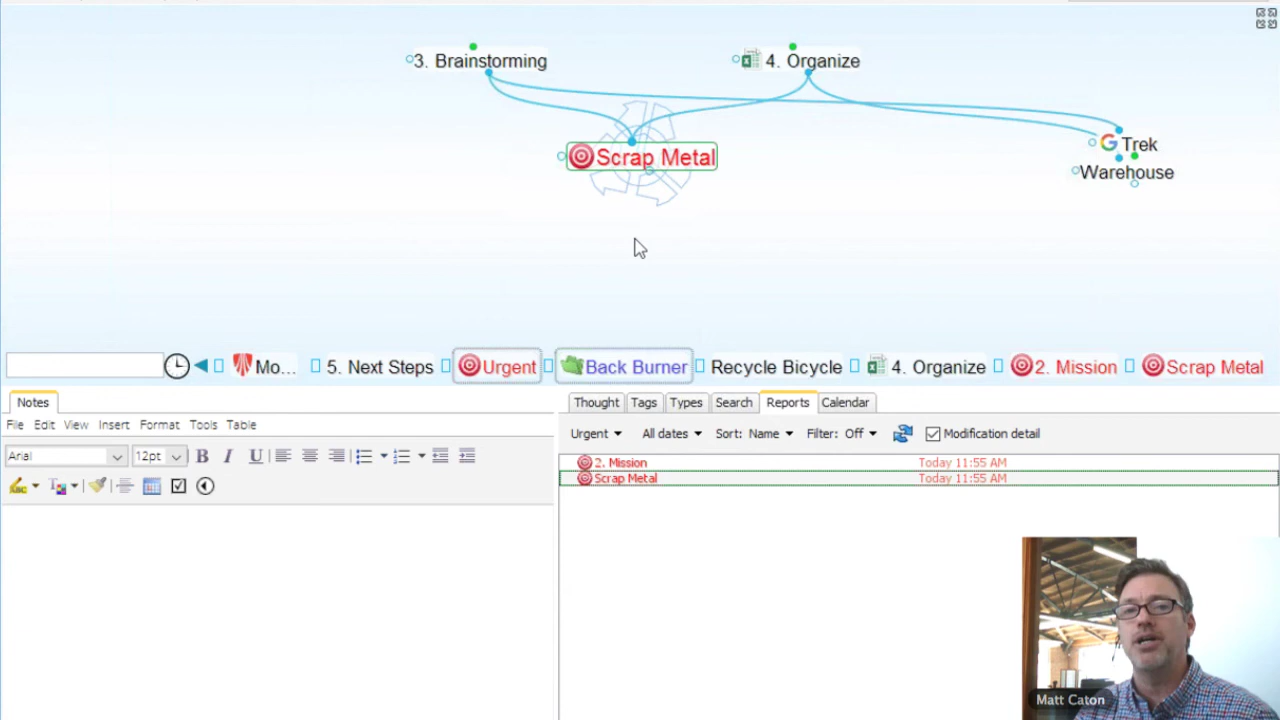 3. Brainstorming
4. Organize
Scrap Metal
Trek
Warehouse
Mo... 5. Next Steps Urgent Back Burner Recycle Bicycle 4. Organize 2. Mission Scrap Metal
Notes
File Edit View Insert Format Tools Table
Arial 12pt B I U
ABC T
Thought Tags Types Search Reports Calendar
Urgent All dates Sort: Name Filter: Off Modification detail
2. Mission Today 11:55 AM
Scrap Metal Today 11:55 AM
Matt Caton